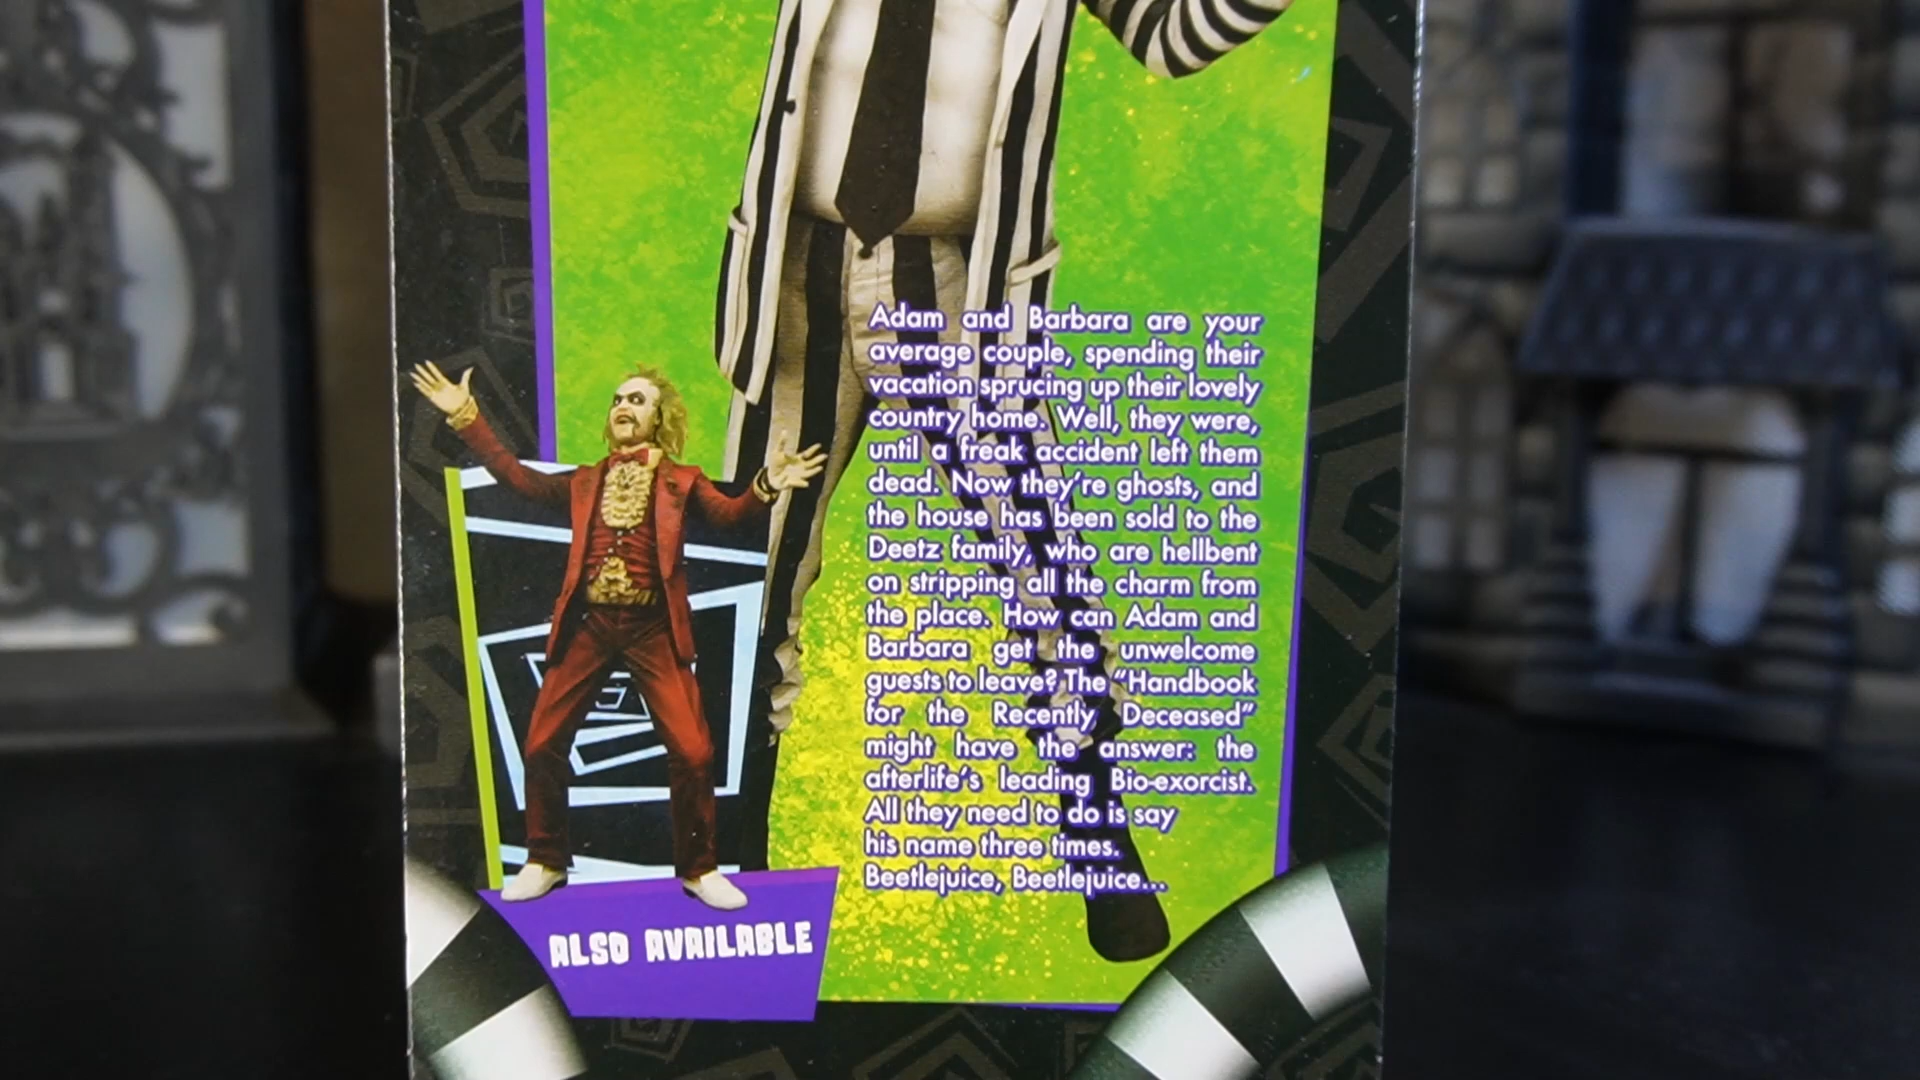 Adam and Barbara are your
average couple, spending their
vacation sprucing up their lovely
country home. Well, they were,
until a freak accident left them
dead. Now they're ghosts, and
the house has been sold to the
Deetz family, who are hellbent
on stripping all the charm from
the place. How can Adam and
Barbara get the unwelcome
guests to leave? The “Handbook
for the Recently Deceased”
might have the answer: the
afterlife's leading Bio-exorcist.
All they need to do is say
his name three times.
Beetlejuice, Beetlejuice...
ALSO AVAILABLE